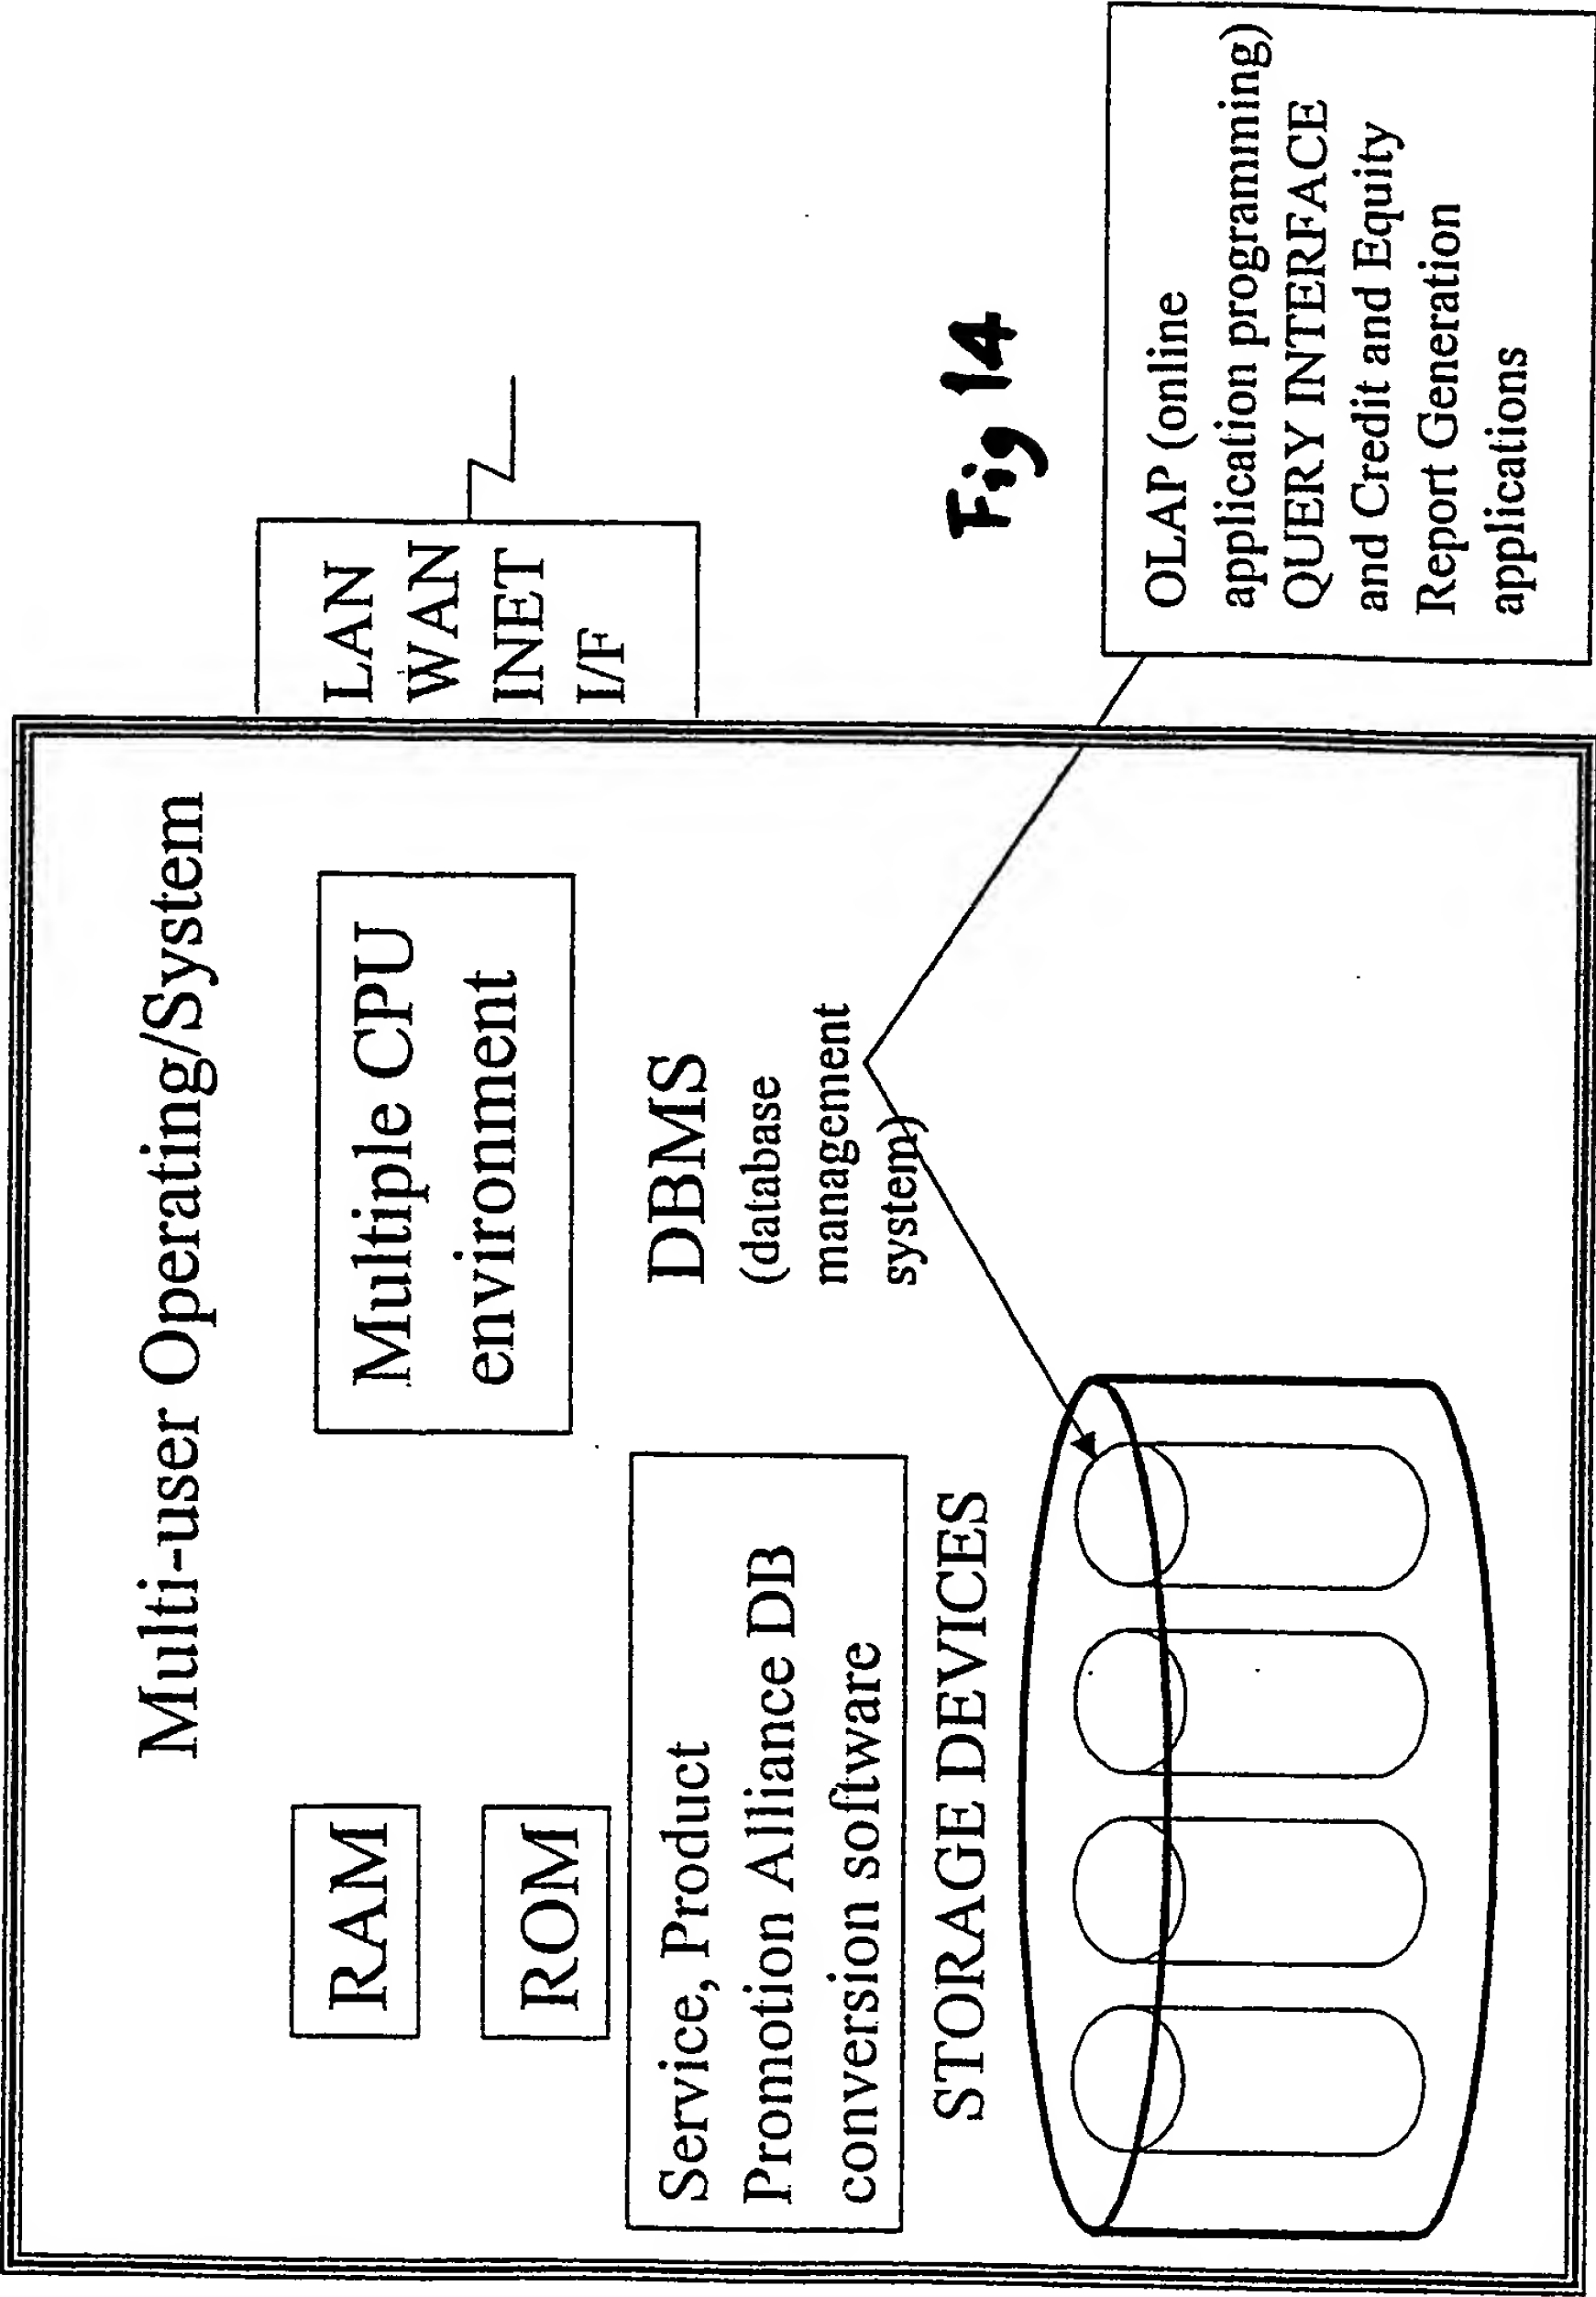 Multi-user Operating/System
RAM
ROM
Multiple CPU
environment
LAN
WAN
INET
I/F
Service, Product
Promotion Alliance DB
conversion software
DBMS
(database
management
system)
STORAGE DEVICES
Fig 14
OLAP (online
application programming)
QUERY INTERFACE
and Credit and Equity
Report Generation
applications